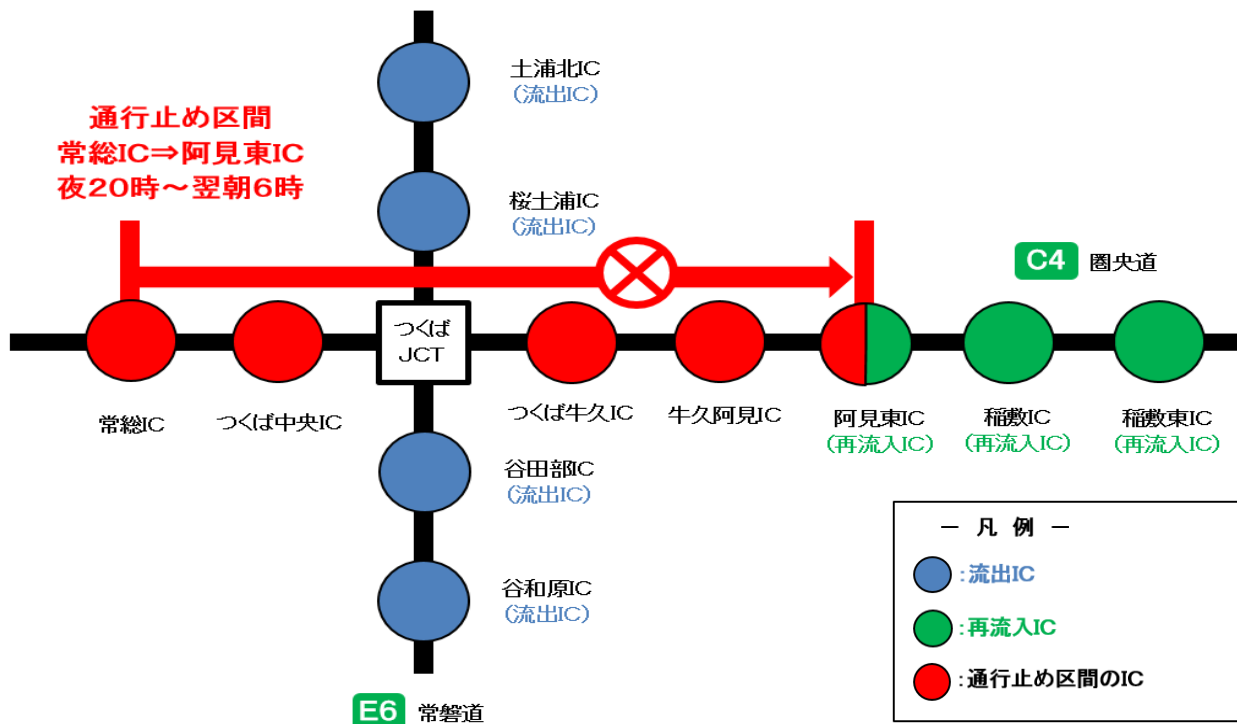 土浦北IC
(流出IC)
通行止め区間
常総IC⇒阿見東IC
夜20時～翌朝6時
桜土浦IC
(流出IC)
C4 圏央道
つくば
JCT
常総IC
つくば中央IC
つくば牛久IC
牛久阿見IC
阿見東IC
(再流入IC)
稲敷IC
(再流入IC)
稲敷東IC
(再流入IC)
谷田部IC
(流出IC)
谷和原IC
(流出IC)
E6 常磐道
― 凡 例 ―
：流出IC
：再流入IC
：通行止め区間のIC